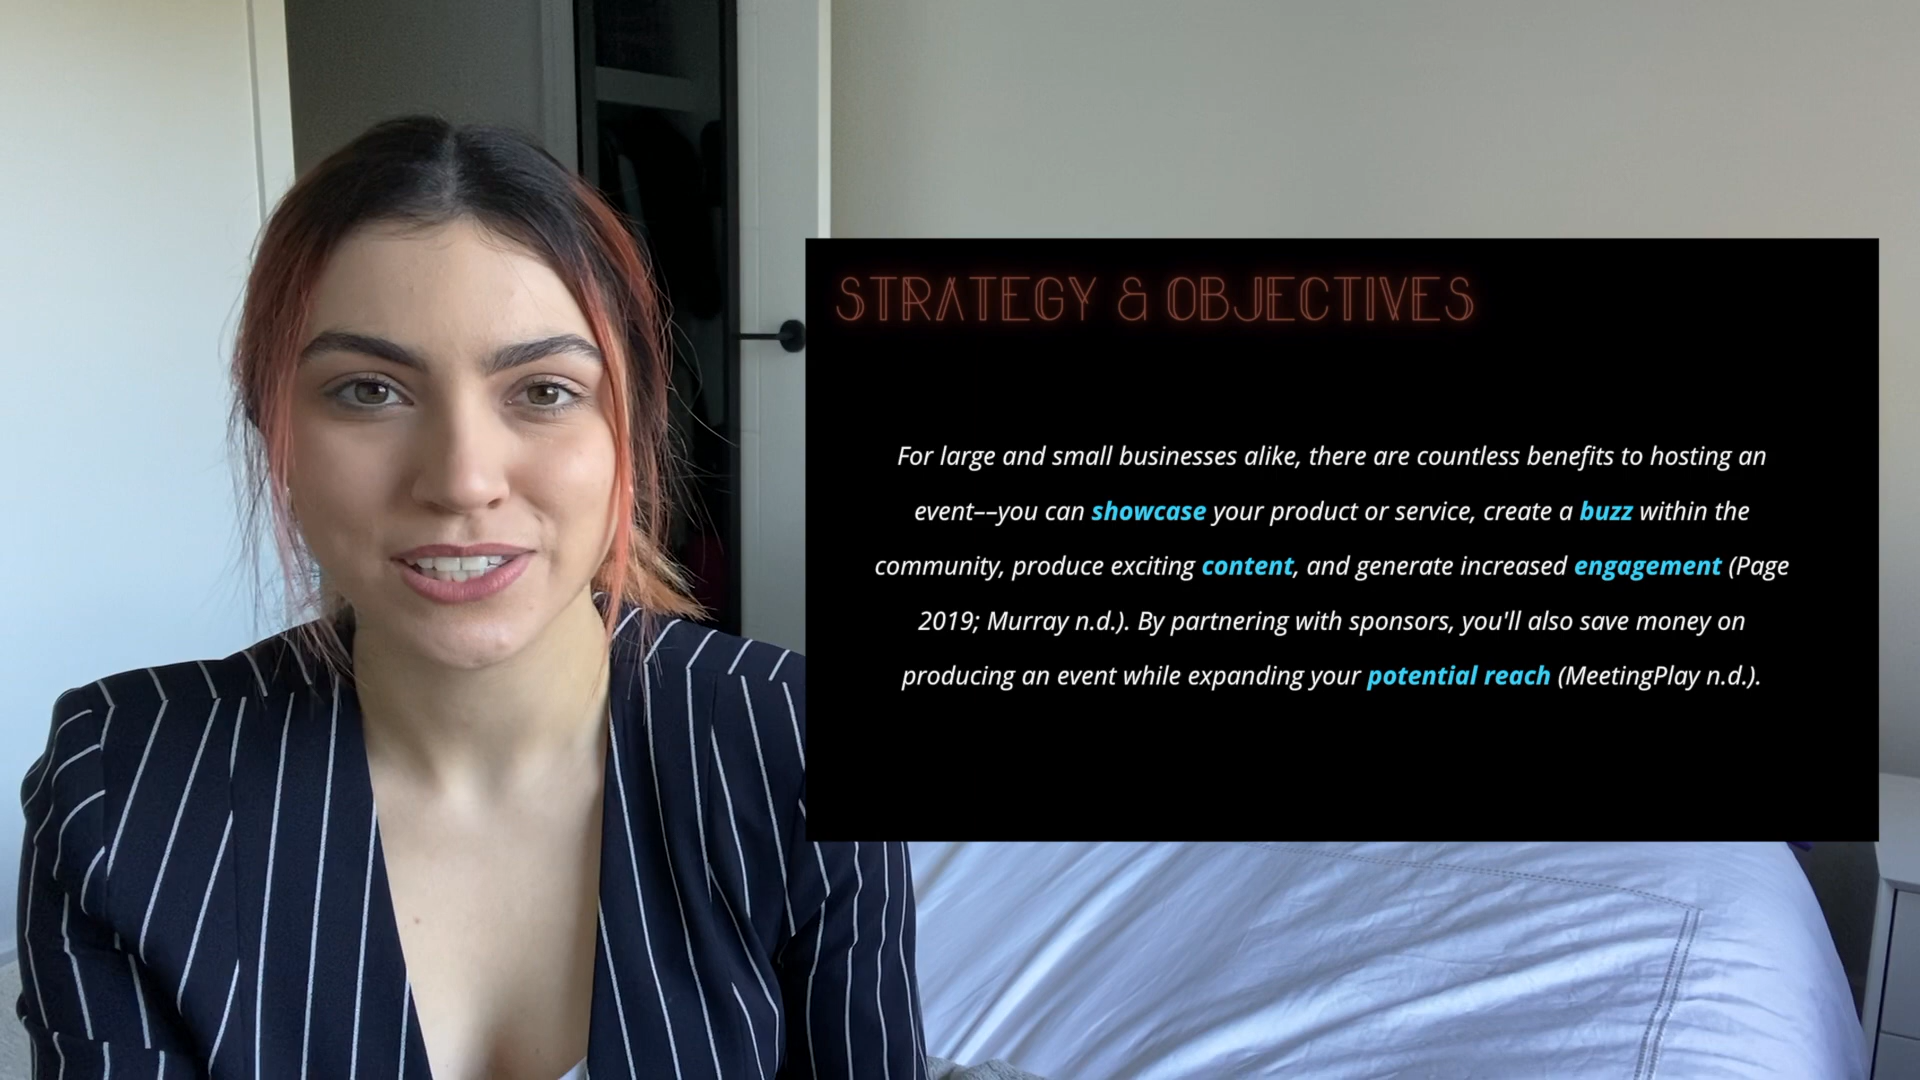 STRATEGY & OBJECTIVES
For large and small businesses alike, there are countless benefits to hosting an
event––you can showcase your product or service, create a buzz within the
community, produce exciting content, and generate increased engagement (Page
2019; Murray n.d.). By partnering with sponsors, you'll also save money on
producing an event while expanding your potential reach (MeetingPlay n.d.).